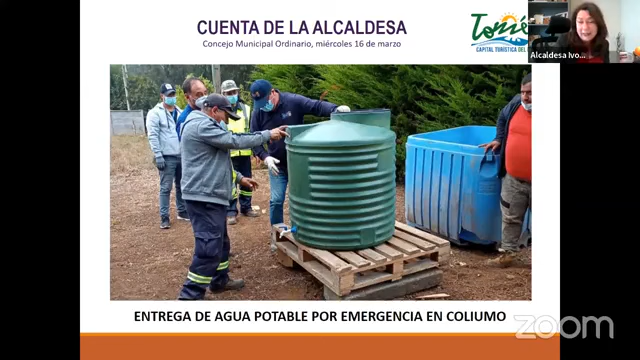 CUENTA DE LA ALCALDESA
Concejo Municipal Ordinario, miércoles 16 de marzo
Tomé
CAPITAL TURÍSTICA DEL
Alcaldesa Ivo...
ENTREGA DE AGUA POTABLE POR EMERGENCIA EN COLIUMO
zoom